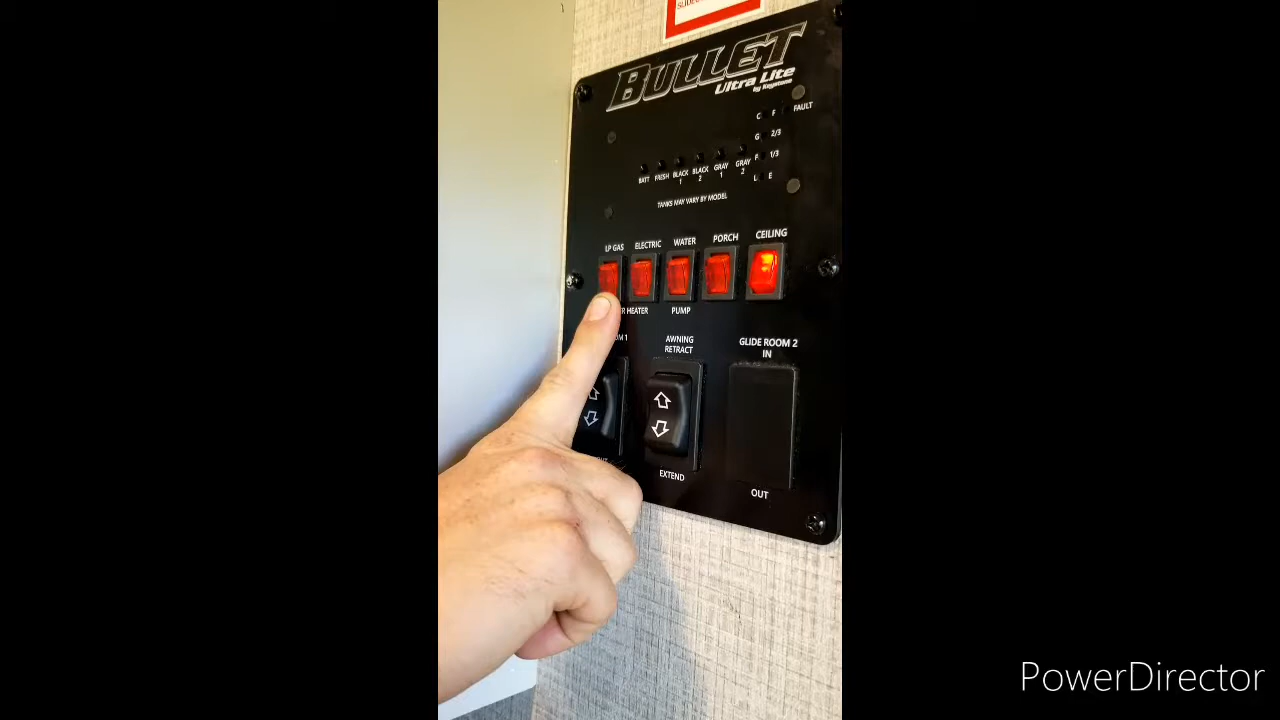 BULLET
Ultra Lite
by Keystone
FAULT
C F
G 2/3
F 1/3
L E
BATT FRESH BLACK 1 BLACK 2 GRAY 1 GRAY 2
TANKS MAY VARY BY MODEL
LP GAS ELECTRIC WATER PORCH CEILING
HEATER PUMP
AWNING
RETRACT
GLIDE ROOM 2
IN
EXTEND
OUT
PowerDirector